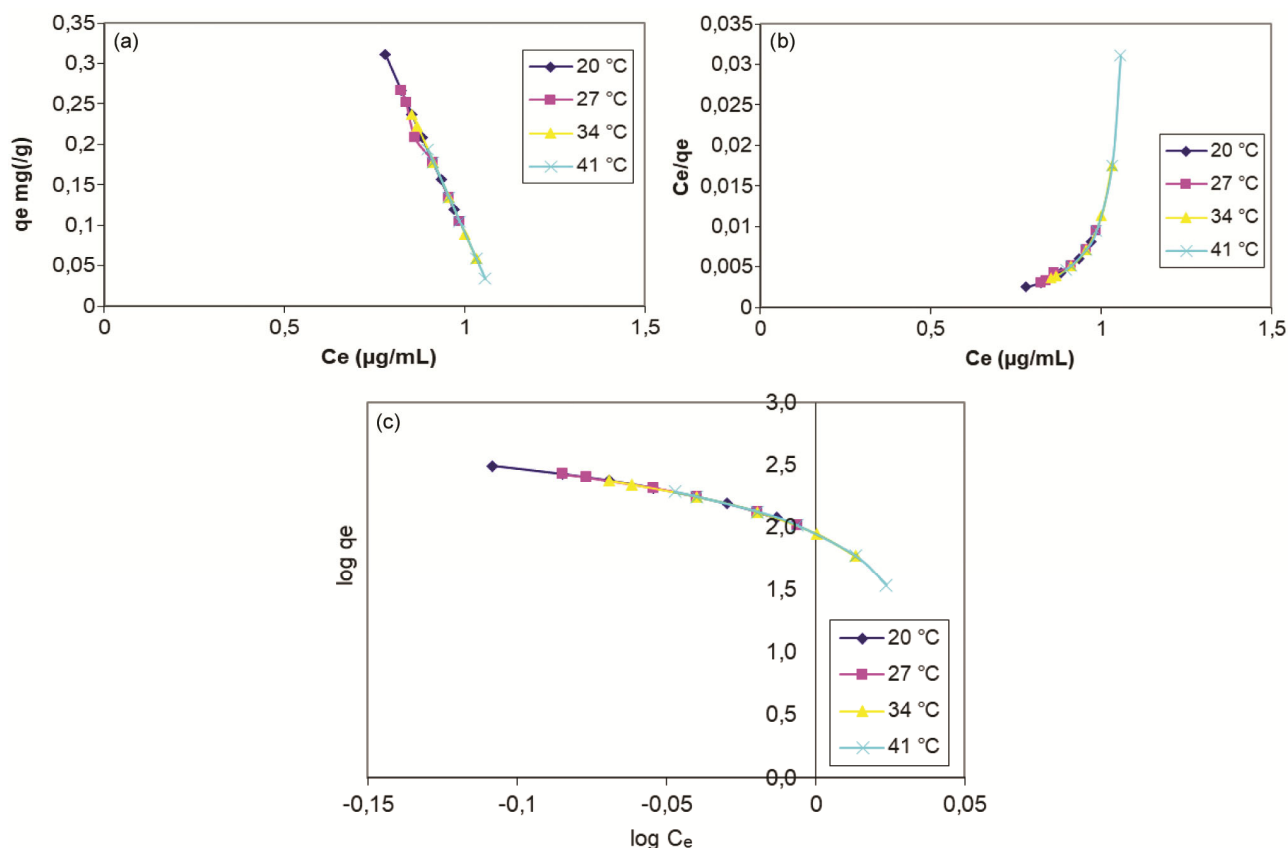 (a)
0,35
0,3
0,25
0,2
0,15
0,1
0,05
0
qe mg(/g)
0
0,5
1
1,5
Ce (µg/mL)
20 °C
27 °C
34 °C
41 °C
(b)
0,035
0,03
0,025
0,02
0,015
0,01
0,005
0
Ce/qe
0
0,5
1
1,5
Ce (µg/mL)
20 °C
27 °C
34 °C
41 °C
(c)
3,0
2,5
2,0
1,5
1,0
0,5
0,0
log qe
-0,15
-0,1
-0,05
0
0,05
log Ce
20 °C
27 °C
34 °C
41 °C